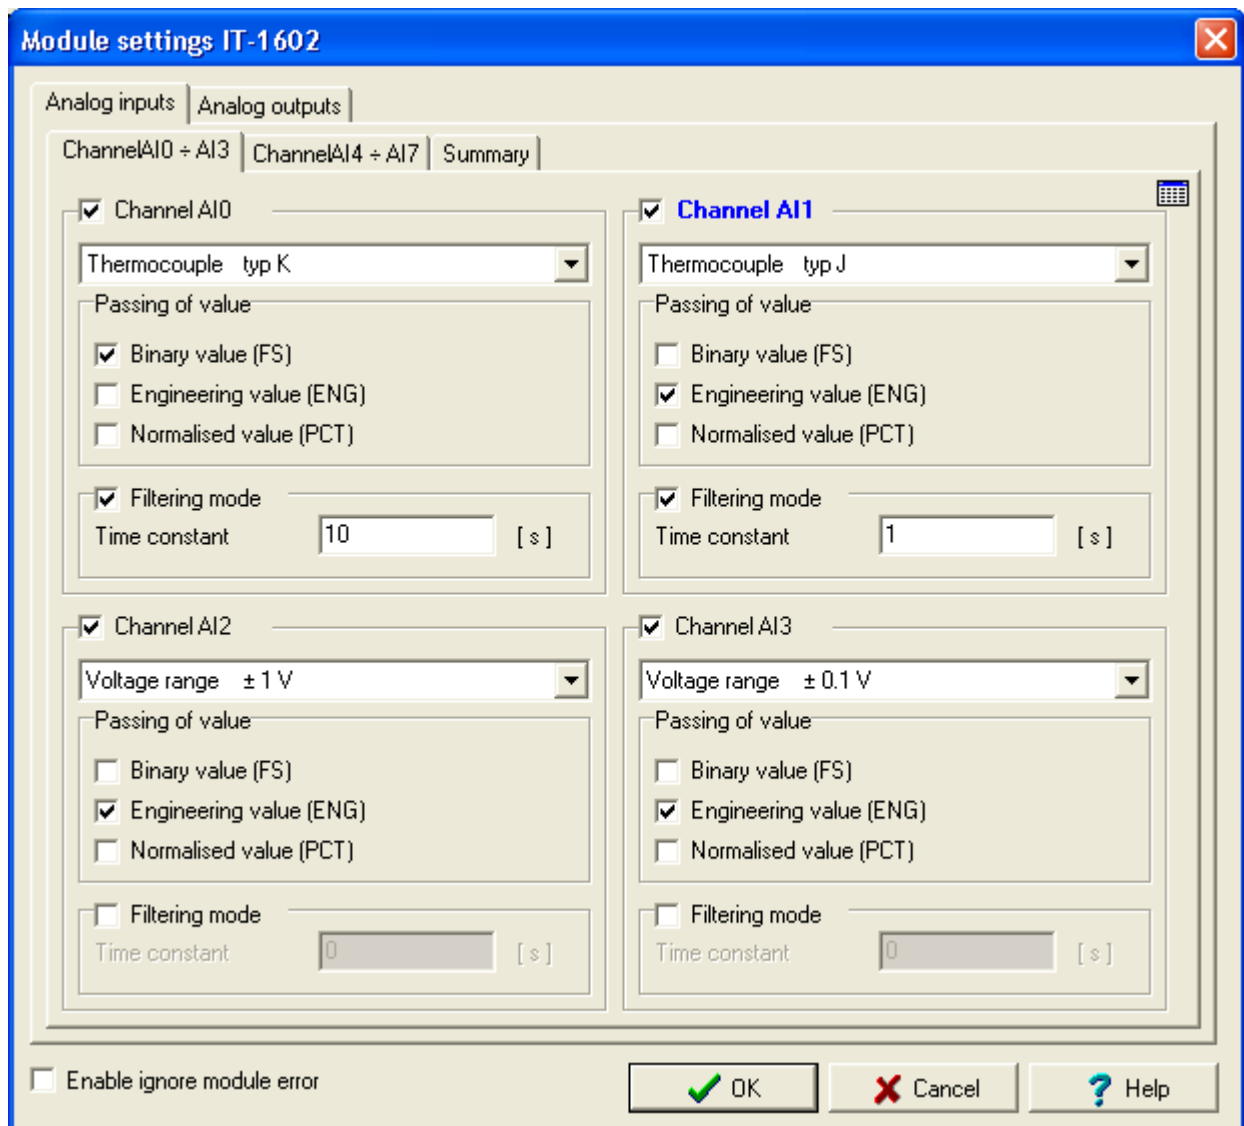 Module settings IT-1602
Analog inputs Analog outputs
ChannelAI0 ÷ AI3 ChannelAI4 ÷ AI7 Summary
Channel AI0
Thermocouple typ K
Passing of value
Binary value (FS)
Engineering value (ENG)
Normalised value (PCT)
Filtering mode
Time constant 10 [ s ]
Channel AI1
Thermocouple typ J
Passing of value
Binary value (FS)
Engineering value (ENG)
Normalised value (PCT)
Filtering mode
Time constant 1 [ s ]
Channel AI2
Voltage range ± 1 V
Passing of value
Binary value (FS)
Engineering value (ENG)
Normalised value (PCT)
Filtering mode
Time constant 0 [ s ]
Channel AI3
Voltage range ± 0.1 V
Passing of value
Binary value (FS)
Engineering value (ENG)
Normalised value (PCT)
Filtering mode
Time constant 0 [ s ]
Enable ignore module error
OK Cancel ? Help